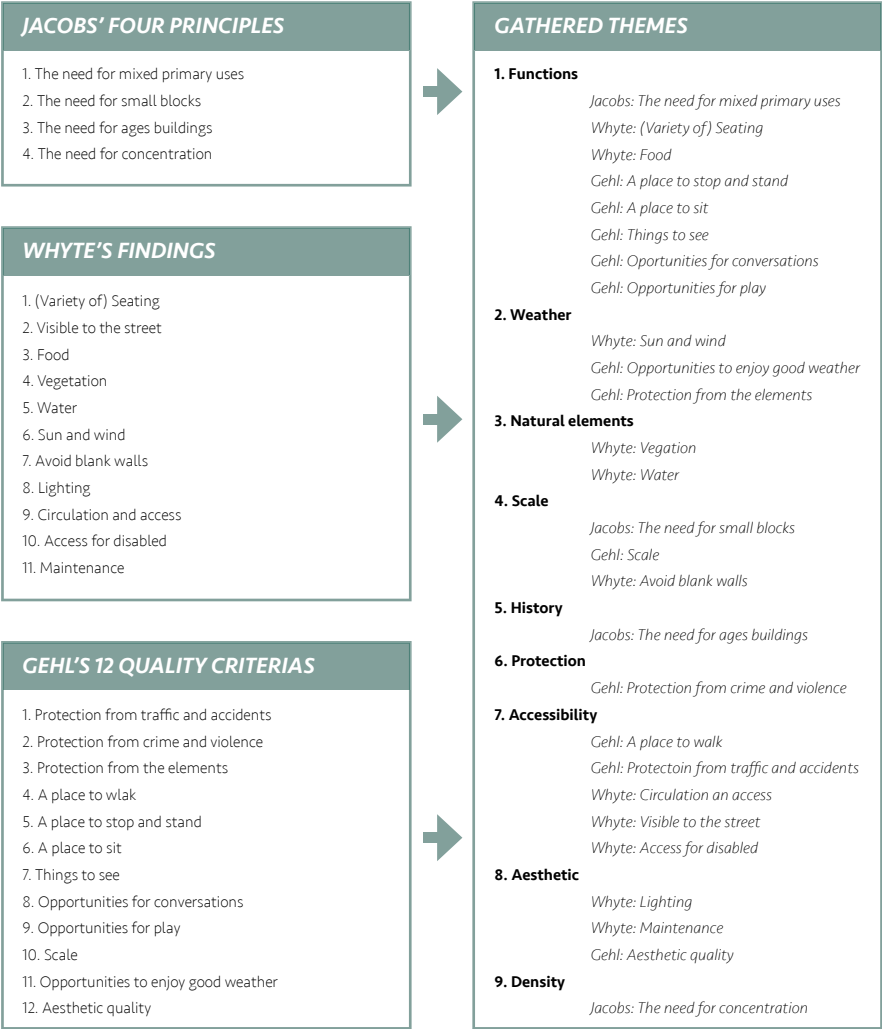 JACOBS' FOUR PRINCIPLES
1. The need for mixed primary uses
2. The need for small blocks
3. The need for ages buildings
4. The need for concentration
WHYTE'S FINDINGS
1. (Variety of) Seating
2. Visible to the street
3. Food
4. Vegetation
5. Water
6. Sun and wind
7. Avoid blank walls
8. Lighting
9. Circulation and access
10. Access for disabled
11. Maintenance
GEHL'S 12 QUALITY CRITERIAS
1. Protection from traffic and accidents
2. Protection from crime and violence
3. Protection from the elements
4. A place to wlak
5. A place to stop and stand
6. A place to sit
7. Things to see
8. Opportunities for conversations
9. Opportunities for play
10. Scale
11. Opportunities to enjoy good weather
12. Aesthetic quality
GATHERED THEMES
1. Functions
Jacobs: The need for mixed primary uses
Whyte: (Variety of) Seating
Whyte: Food
Gehl: A place to stop and stand
Gehl: A place to sit
Gehl: Things to see
Gehl: Oportunities for conversations
Gehl: Opportunities for play
2. Weather
Whyte: Sun and wind
Gehl: Opportunities to enjoy good weather
Gehl: Protection from the elements
3. Natural elements
Whyte: Vegation
Whyte: Water
4. Scale
Jacobs: The need for small blocks
Gehl: Scale
Whyte: Avoid blank walls
5. History
Jacobs: The need for ages buildings
6. Protection
Gehl: Protection from crime and violence
7. Accessibility
Gehl: A place to walk
Gehl: Protectoin from traffic and accidents
Whyte: Circulation an access
Whyte: Visible to the street
Whyte: Access for disabled
8. Aesthetic
Whyte: Lighting
Whyte: Maintenance
Gehl: Aesthetic quality
9. Density
Jacobs: The need for concentration